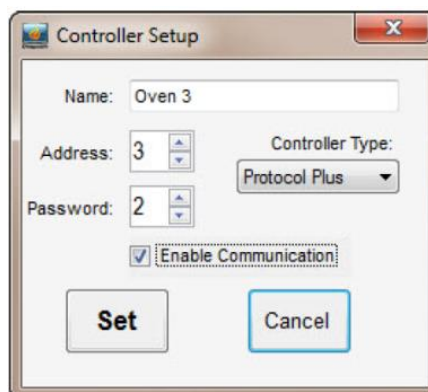 Controller Setup
Name: Oven 3
Address: 3
Controller Type:
Protocol Plus
Password: 2
Enable Communication
Set
Cancel